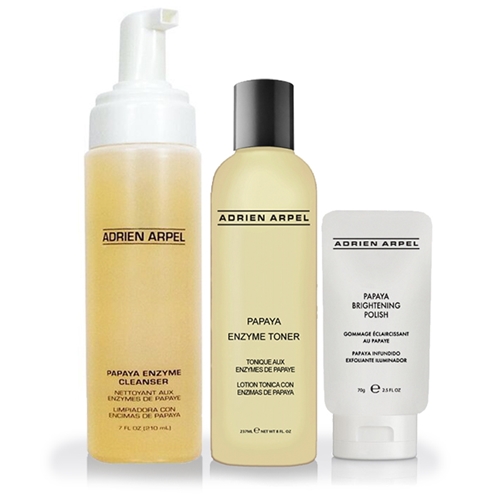 ADRIEN ARPEL
PAPAYA ENZYME
CLEANSER
NETTOYANT AUX
ENZYMES DE PAPAYE
LIMPIADORA CON
ENCIMAS DE PAPAYA
7 FL OZ (210 mL)
ADRIEN ARPEL
PAPAYA
ENZYME TONER
TONIQUE AUX
ENZYMES DE PAPAYE
LOTION TONICA CON
ENZIMAS DE PAPAYA
237ML e NET WT 8 FL OZ.
ADRIEN ARPEL
PAPAYA
BRIGHTENING
POLISH
GOMMAGE ÉCLAIRCISSANT
AU PAPAYE
PAPAYA INFUNDIDO
EXFOLIANTE ILUMINADOR
70g e 2.5 FL.OZ